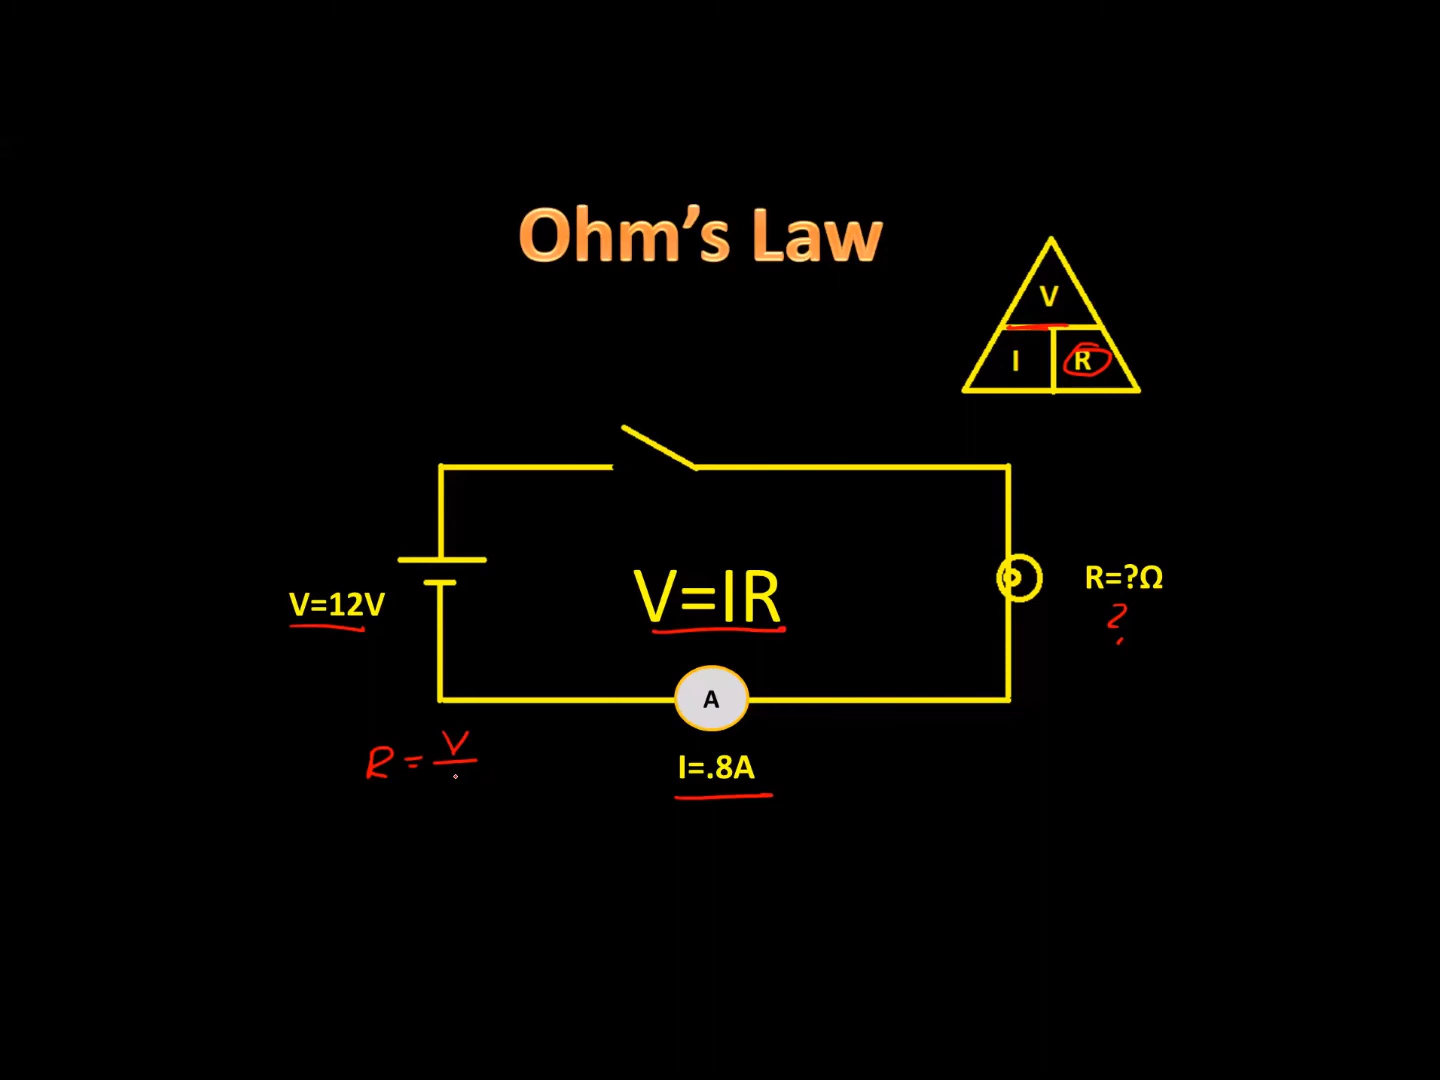 Ohm's Law
V
I R
V=IR
V=12V
R=?Ω
?
A
R = V/
I=.8A